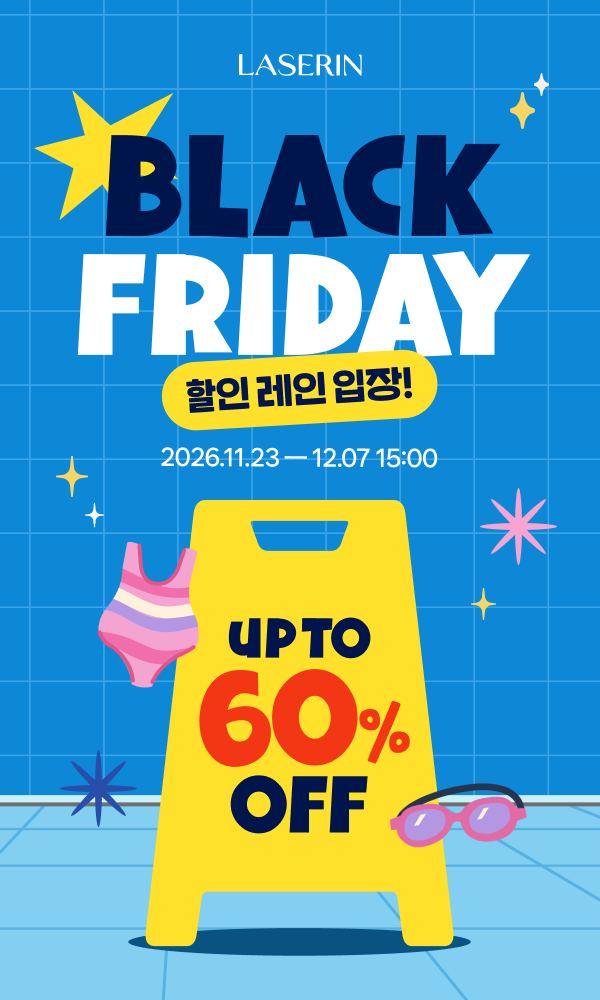 LASERIN
BLACK
FRIDAY
할인 레인 입장!
2026.11.23 — 12.07 15:00
UP TO
60%
OFF